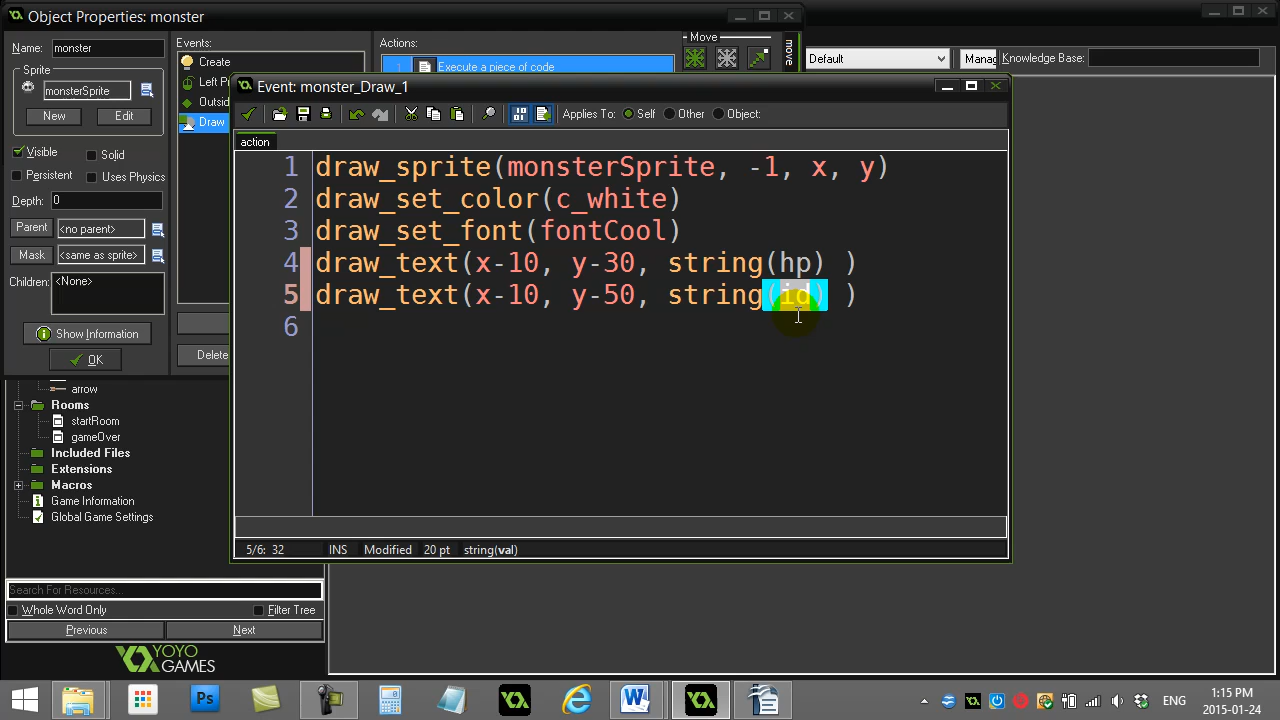 Object Properties: monster
Name: monster
Sprite
monsterSprite
New
Edit
Visible
Solid
Persistent
Uses Physics
Depth: 0
Parent <no parent>
Mask <same as sprite>
Children: <None>
Show Information
OK
Events:
Create
Left P
Outsid
Draw
Delete
Actions:
1 Execute a piece of code
Move
move
Default
Manag
Knowledge Base:
Event: monster_Draw_1
Applies To: Self Other Object:
action
1 draw_sprite(monsterSprite, -1, x, y)
2 draw_set_color(c_white)
3 draw_set_font(fontCool)
4 draw_text(x-10, y-30, string(hp) )
5 draw_text(x-10, y-50, string(id) )
6
5/6: 32 INS Modified 20 pt string(val)
arrow
Rooms
startRoom
gameOver
Included Files
Extensions
Macros
Game Information
Global Game Settings
Search For Resources...
Whole Word Only
Filter Tree
Previous
Next
YOYO
GAMES
Ps
ENG
1:15 PM
2015-01-24